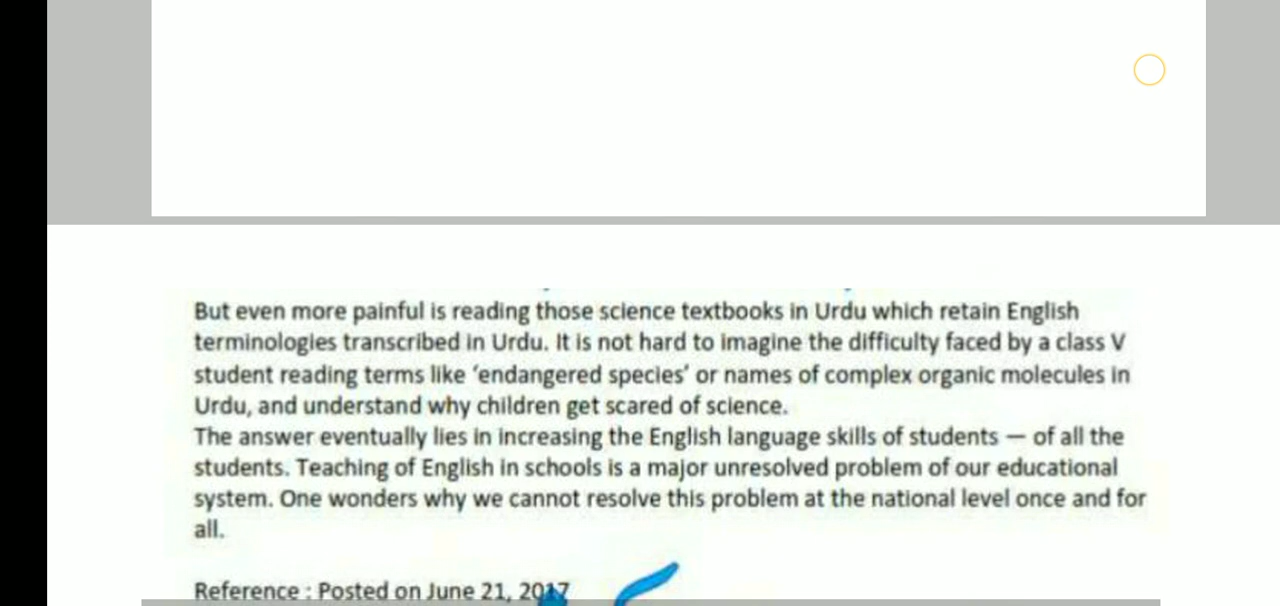 But even more painful is reading those science textbooks in Urdu which retain English
terminologies transcribed in Urdu. It is not hard to imagine the difficulty faced by a class V
student reading terms like ‘endangered species’ or names of complex organic molecules in
Urdu, and understand why children get scared of science.
The answer eventually lies in increasing the English language skills of students — of all the
students. Teaching of English in schools is a major unresolved problem of our educational
system. One wonders why we cannot resolve this problem at the national level once and for
all.
Reference : Posted on June 21, 2017